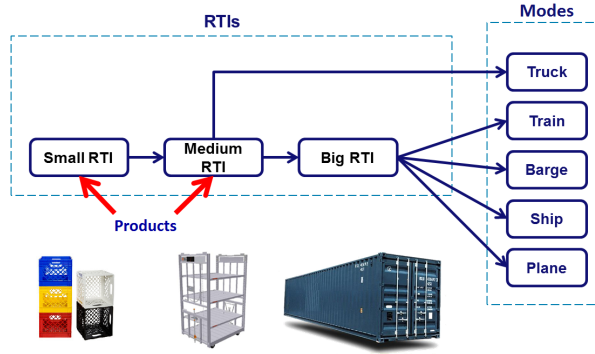 RTIs
Modes
Truck
Train
Small RTI
Medium
RTI
Big RTI
Barge
Products
Ship
Plane